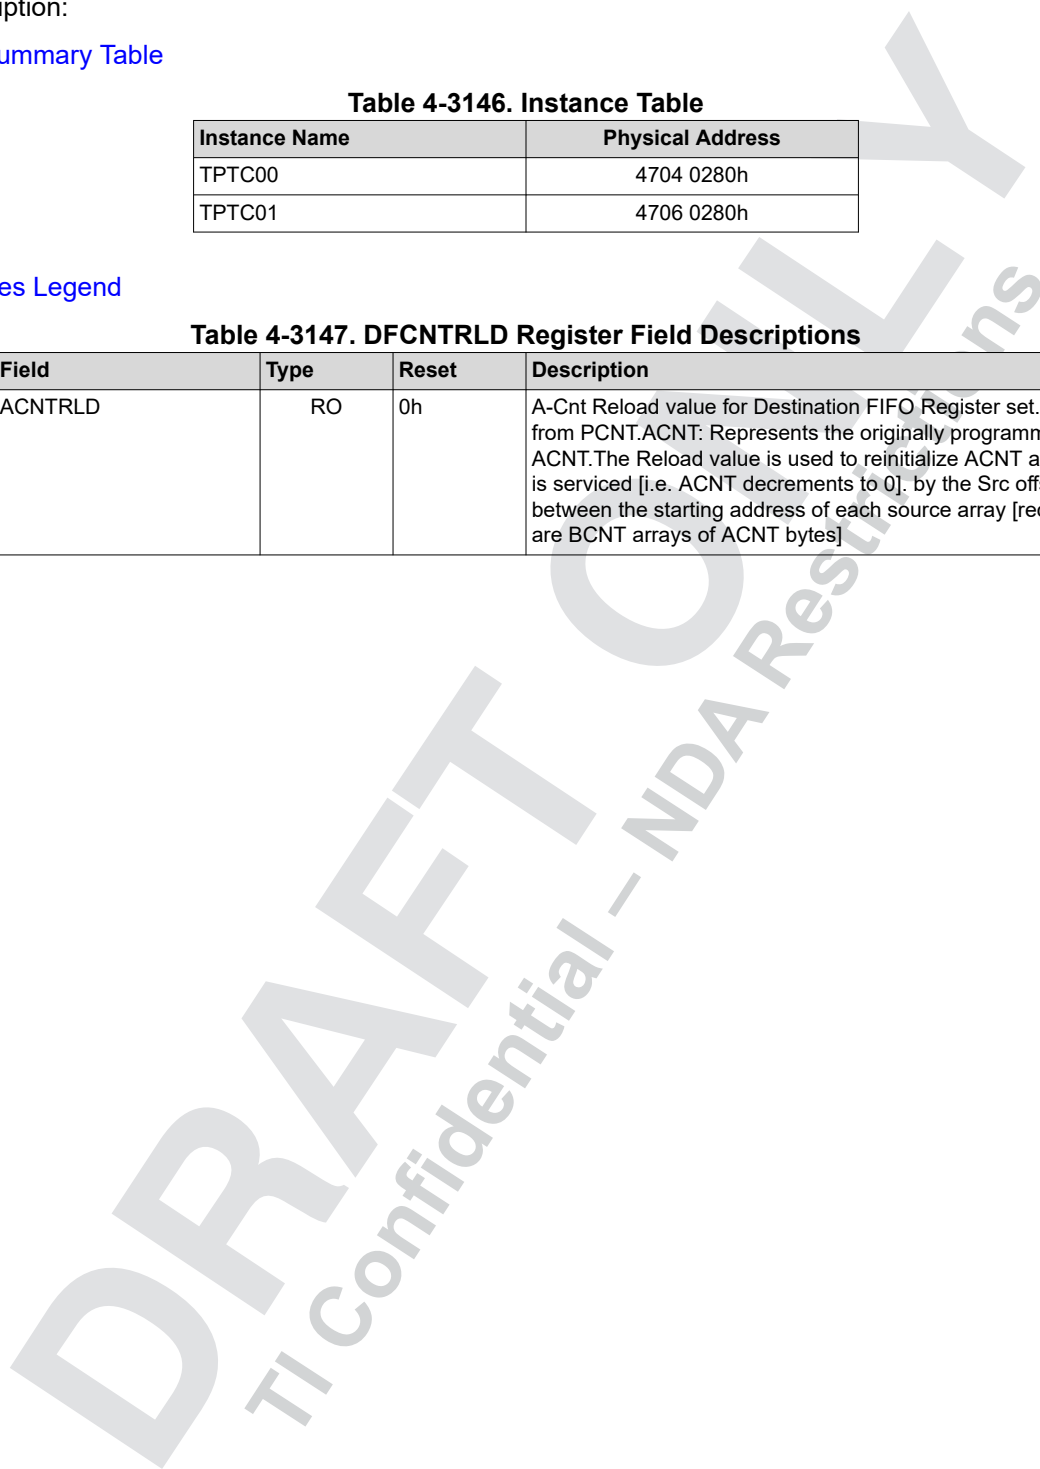 iption:
ummary Table
Table 4-3146. Instance Table
Instance Name Physical Address
TPTC00 4704 0280h
TPTC01 4706 0280h
es Legend
Table 4-3147. DFCNTRLD Register Field Descriptions
Field Type Reset Description
ACNTRLD RO 0h A-Cnt Reload value for Destination FIFO Register set.
from PCNT.ACNT: Represents the originally programm
ACNT.The Reload value is used to reinitialize ACNT a
is serviced [i.e. ACNT decrements to 0]. by the Src off
between the starting address of each source array [rec
are BCNT arrays of ACNT bytes]
DRAFT ONLY
TI Confidential – NDA Restrictions